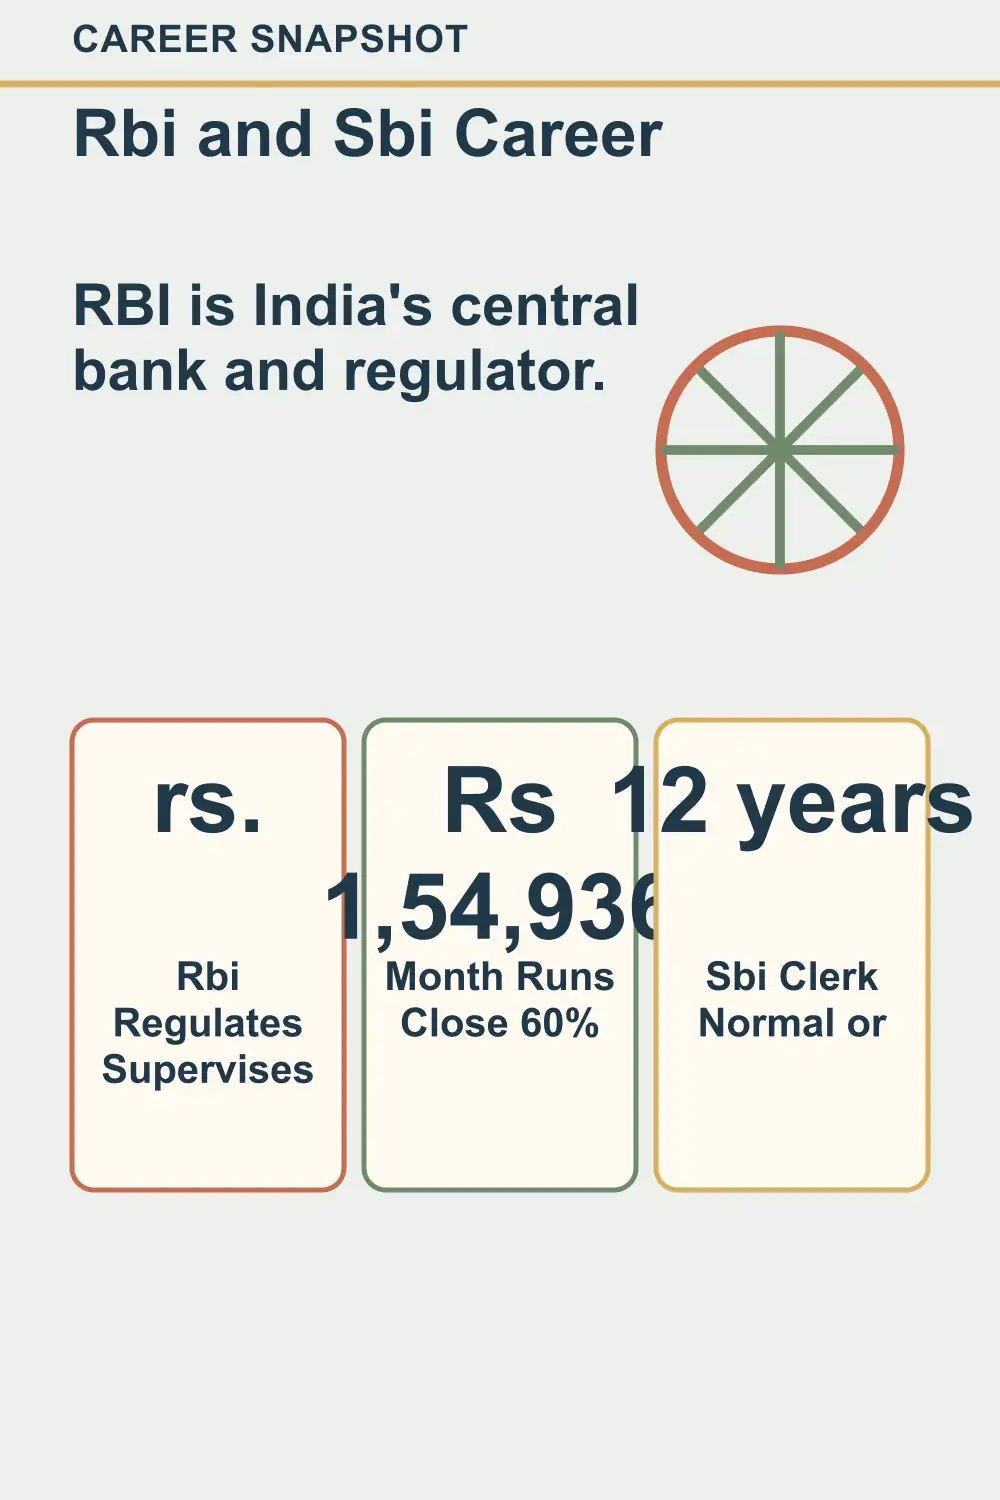 CAREER SNAPSHOT
Rbi and Sbi Career
RBI is India's central
bank and regulator.
rs.
Rbi
Regulates
Supervises
Rs
1,54,936
Month Runs
Close 60%
12 years
Sbi Clerk
Normal or